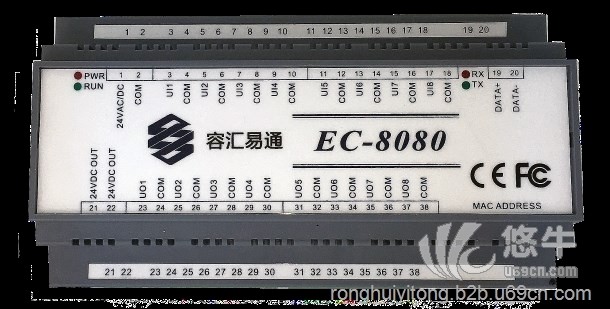 1 2 3 4 5 6 7 8 9 10 11 12 13 14 15 16 17 18 19 20
PWR 1 2 3 4 5 6 7 8 9 10 11 12 13 14 15 16 17 18 RX 19 20
RUN 24VAC/DC COM UI1 COM UI2 COM UI3 COM UI4 COM UI5 COM UI6 COM UI7 COM UI8 COM TX DATA+ DATA-
容汇易通 EC-8080
CE FC
24VDC OUT 24VDC OUT UO1 COM UO2 COM UO3 COM UO4 COM UO5 COM UO6 COM UO7 COM UO8 COM
21 22 23 24 25 26 27 28 29 30 31 32 33 34 35 36 37 38 MAC ADDRESS
21 22 23 24 25 26 27 28 29 30 31 32 33 34 35 36 37 38
悠牛
u69cn.com
ronghuiyitong.b2b.u69cn.com